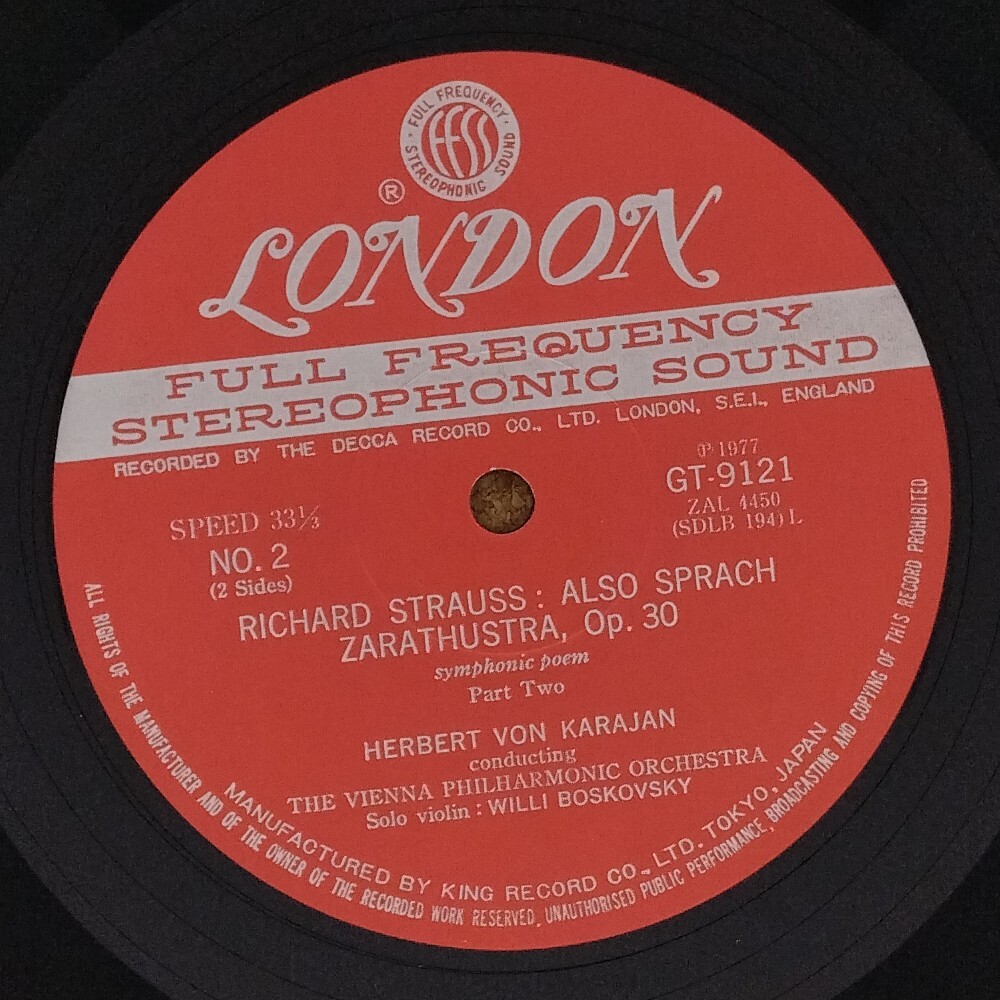 FULL FREQUENCY
STEREOPHONIC SOUND
FFSS
®
LONDON
FULL FREQUENCY
STEREOPHONIC SOUND
RECORDED BY THE DECCA RECORD CO., LTD. LONDON, S.E.I., ENGLAND
℗ 1977
GT-9121
ZAL 4450
(SDLB 194) L
SPEED 33⅓
NO. 2
(2 Sides)
RICHARD STRAUSS : ALSO SPRACH
ZARATHUSTRA, Op. 30
symphonic poem
Part Two
HERBERT VON KARAJAN
conducting
THE VIENNA PHILHARMONIC ORCHESTRA
Solo violin : WILLI BOSKOVSKY
MANUFACTURED BY KING RECORD CO., LTD. TOKYO, JAPAN
ALL RIGHTS OF THE MANUFACTURER AND OF THE OWNER OF THE RECORDED WORK RESERVED, UNAUTHORISED PUBLIC PERFORMANCE, BROADCASTING AND COPYING OF THIS RECORD PROHIBITED